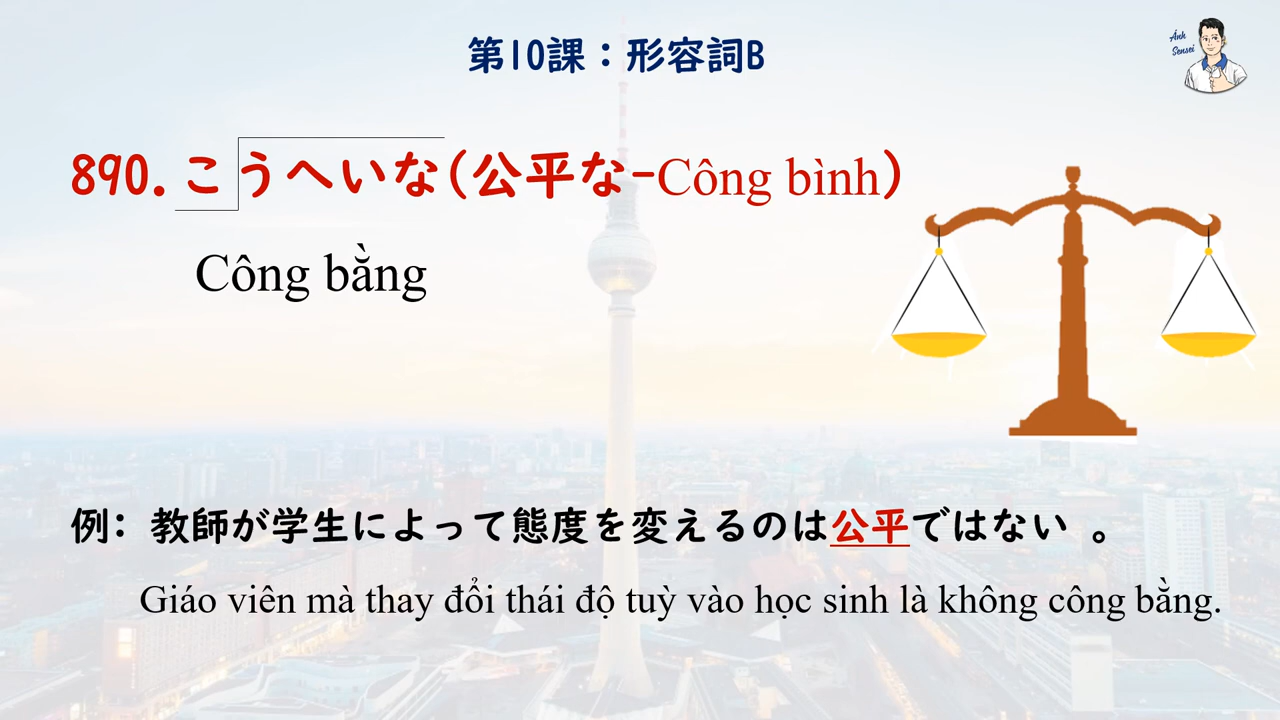 第10課：形容詞B
Ánh
Sensei
890.こうへいな(公平な-Công bình)
Công bằng
例: 教師が学生によって態度を変えるのは公平ではない 。
Giáo viên mà thay đổi thái độ tuỳ vào học sinh là không công bằng.